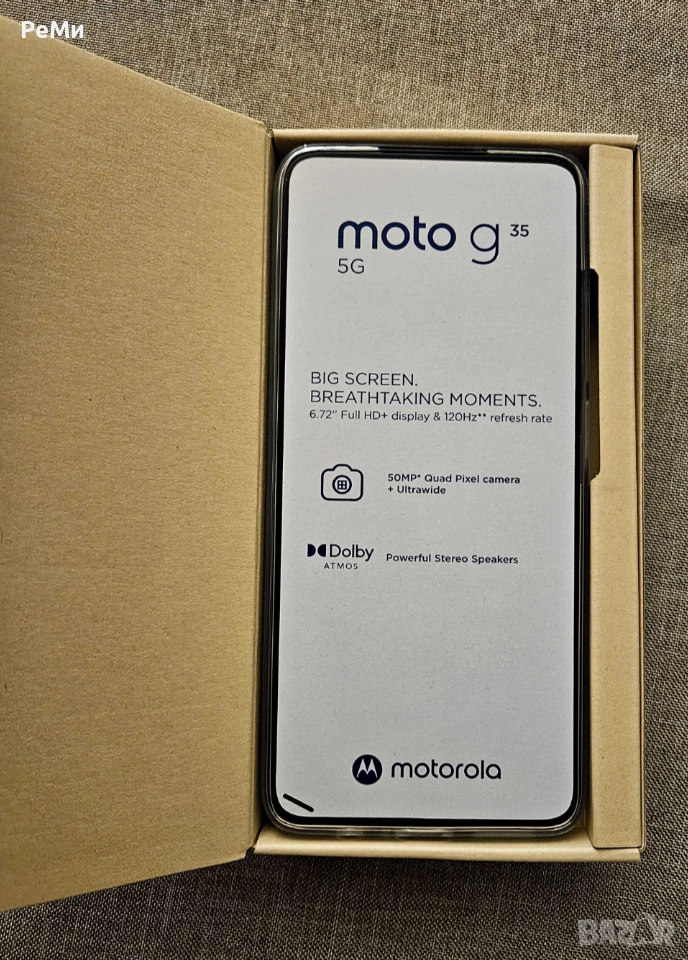 РеМи
moto g 35
5G
BIG SCREEN.
BREATHTAKING MOMENTS.
6.72" Full HD+ display & 120Hz** refresh rate
50MP* Quad Pixel camera
+ Ultrawide
Dolby
ATMOS
Powerful Stereo Speakers
motorola
BAZAR